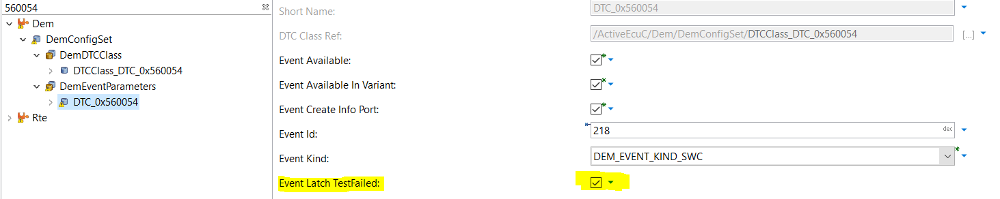 560054
Dem
DemConfigSet
DemDTCClass
DTCClass_DTC_0x560054
DemEventParameters
DTC_0x560054
Rte
Short Name:
DTC_0x560054
DTC Class Ref:
/ActiveEcuC/Dem/DemConfigSet/DTCClass_DTC_0x560054
[...]
Event Available:
Event Available In Variant:
Event Create Info Port:
Event Id:
218
dec
Event Kind:
DEM_EVENT_KIND_SWC
Event Latch TestFailed: